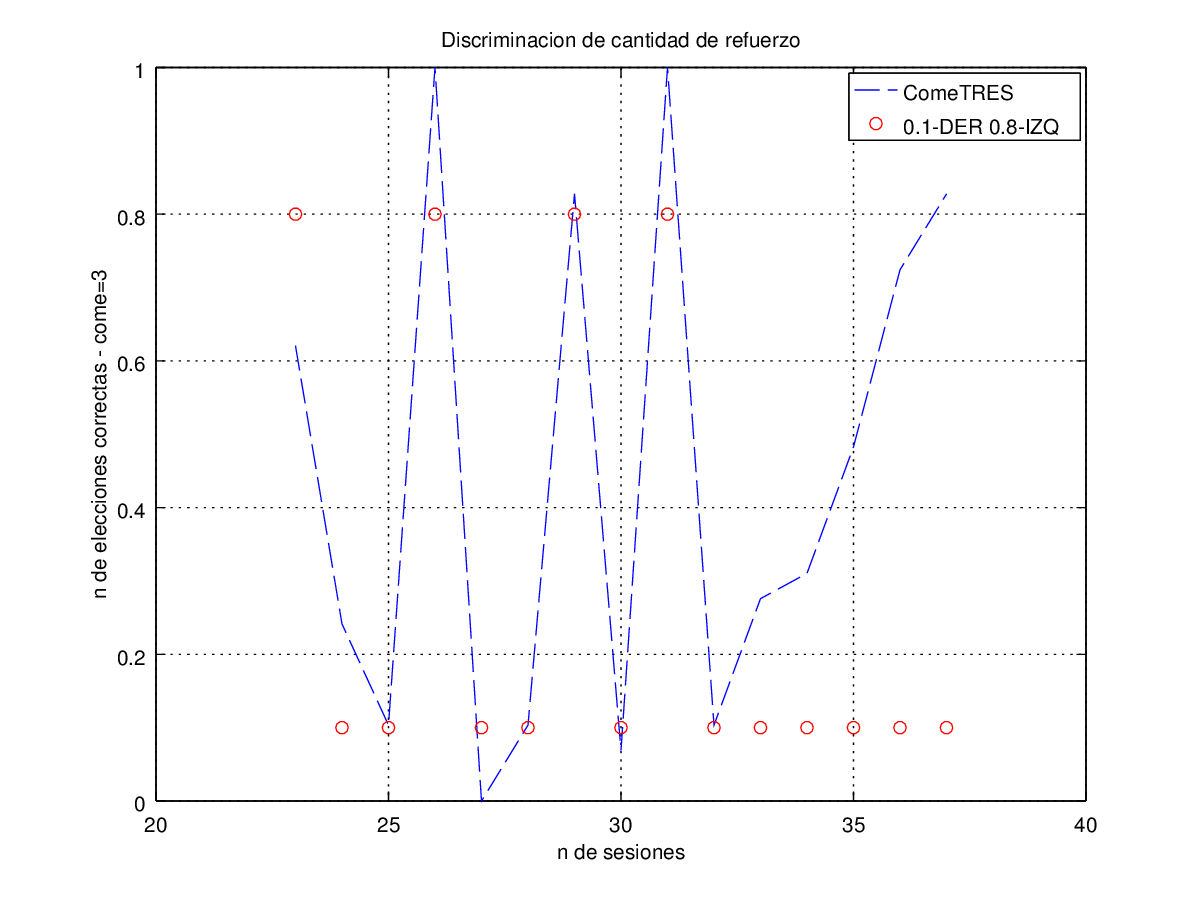 Discriminacion de cantidad de refuerzo
ComeTRES
0.1-DER 0.8-IZQ
n de elecciones correctas - come=3
1
0.8
0.6
0.4
0.2
0
20
25
30
35
40
n de sesiones